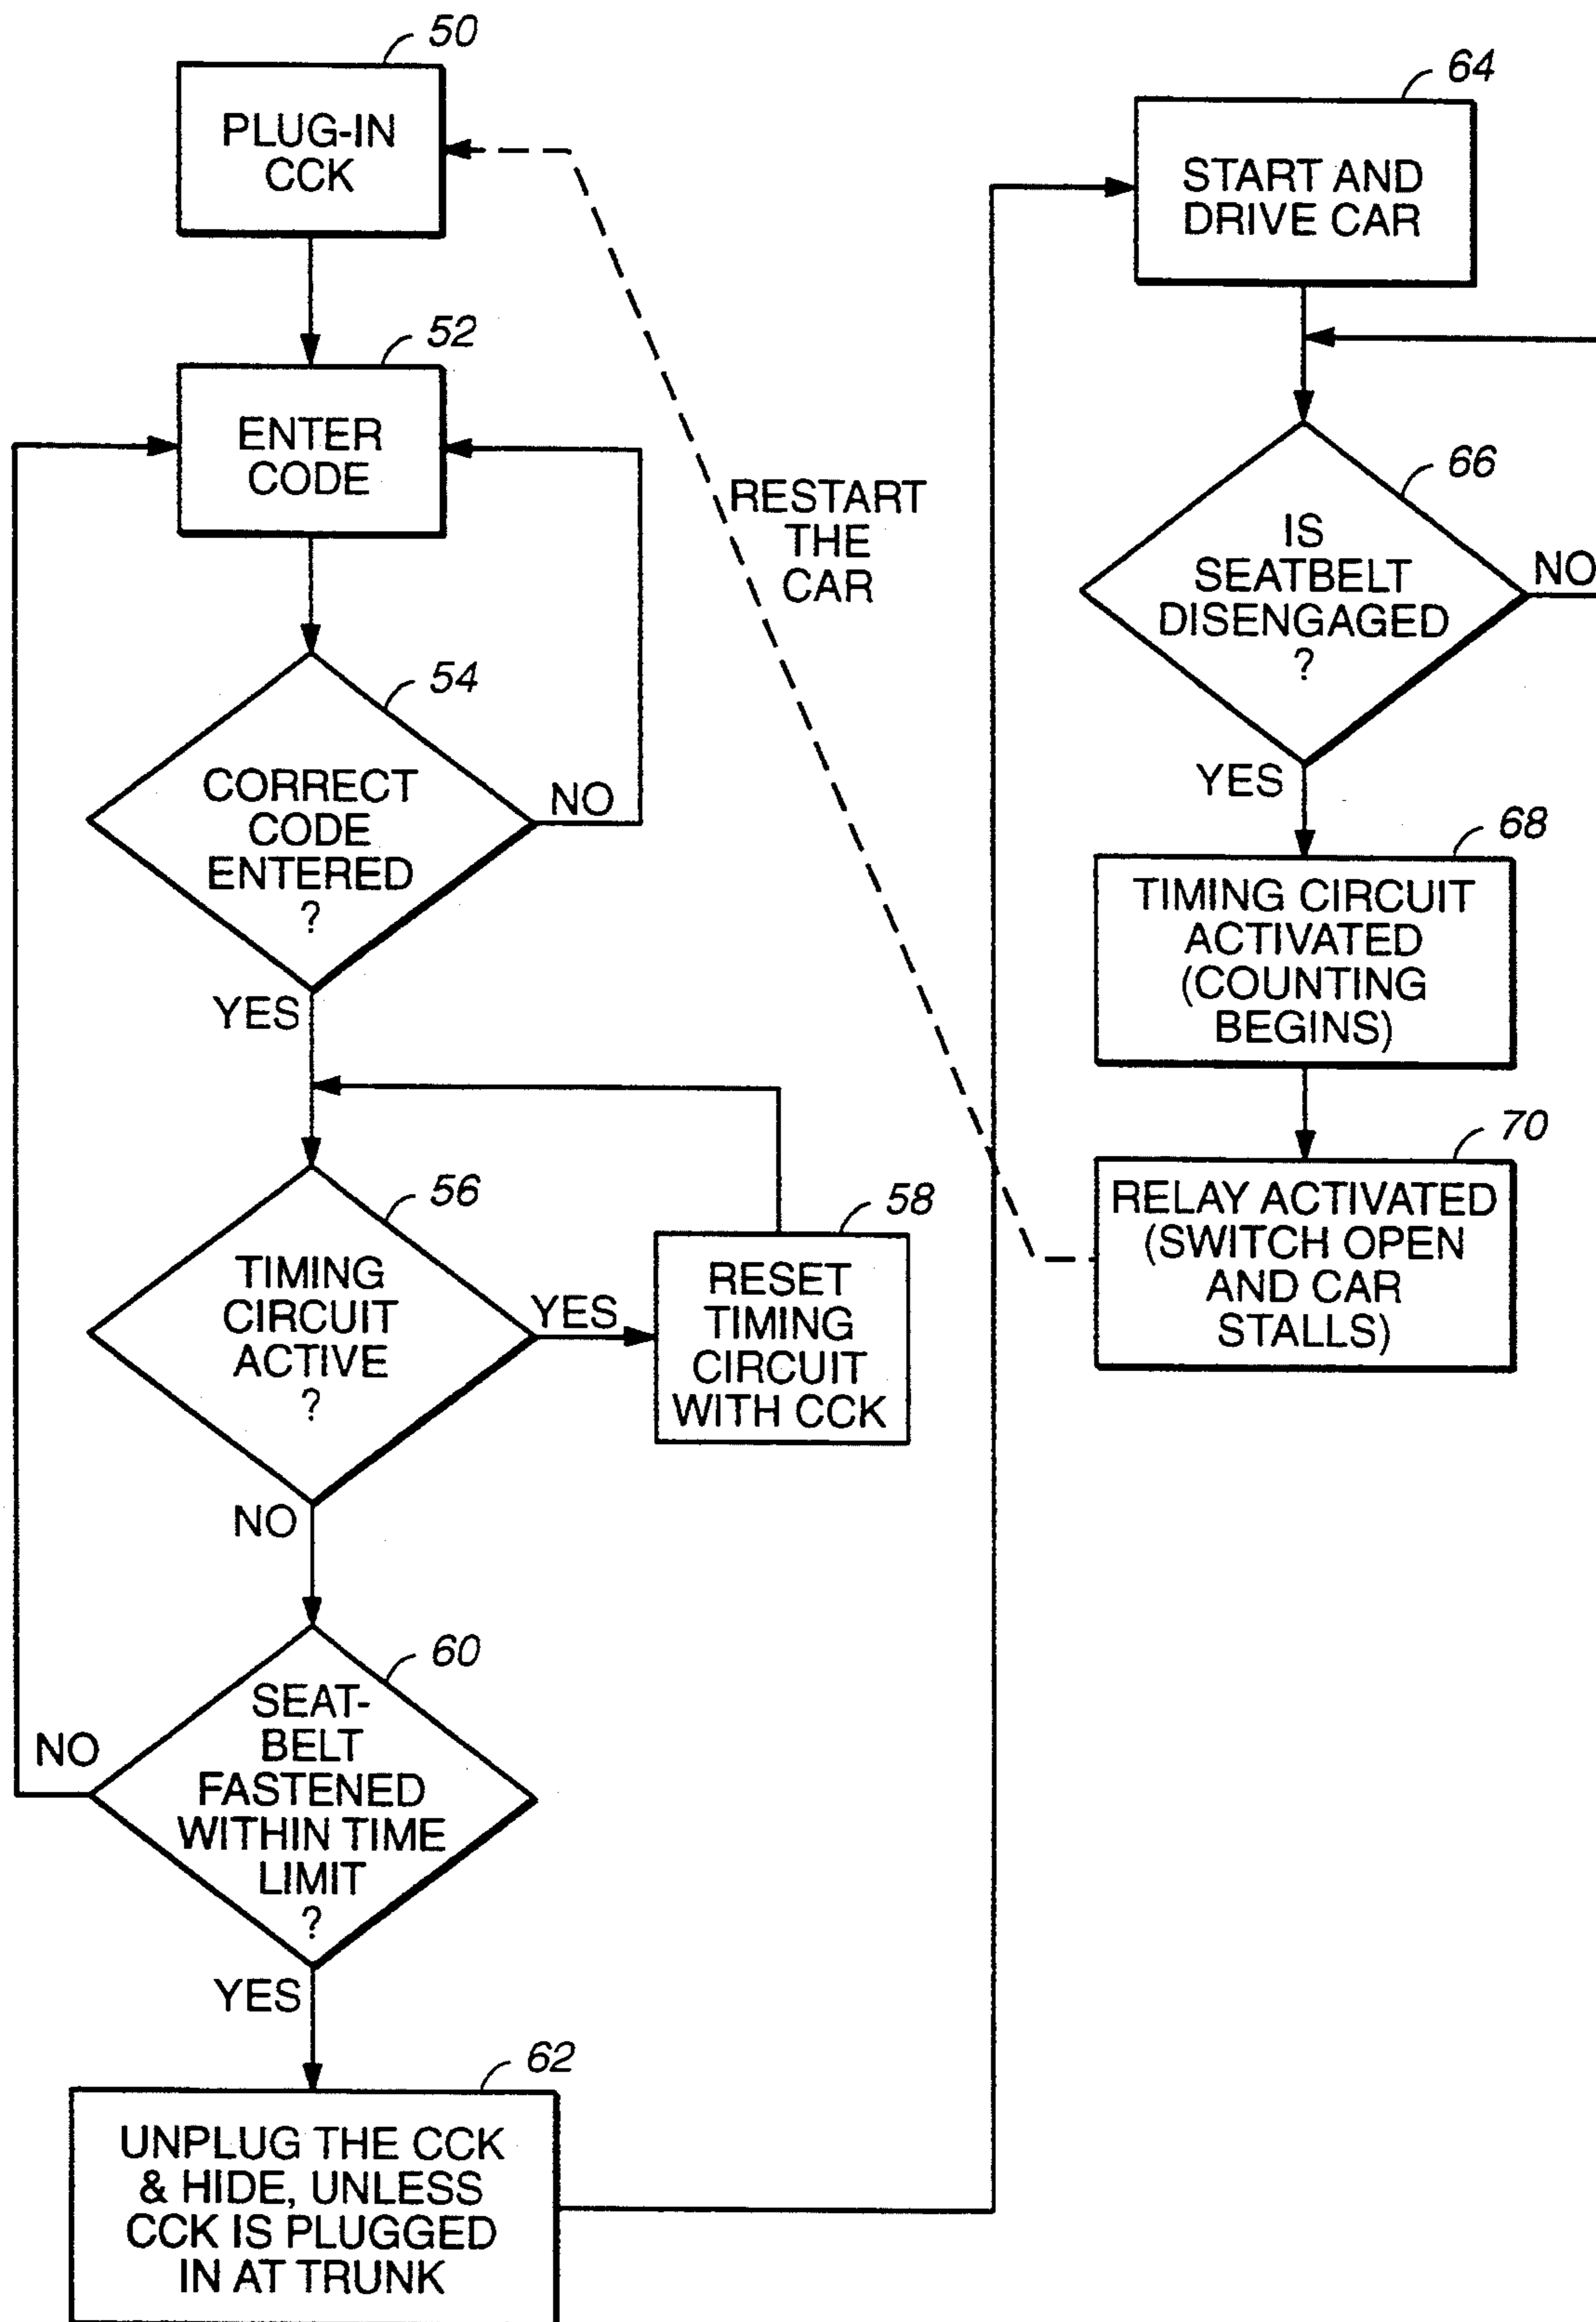 50
PLUG-IN
CCK
52
ENTER
CODE
54
CORRECT
CODE
ENTERED
?
NO
YES
56
TIMING
CIRCUIT
ACTIVE
?
YES
58
RESET
TIMING
CIRCUIT
WITH CCK
NO
60
SEAT-
BELT
FASTENED
WITHIN TIME
LIMIT
?
NO
YES
62
UNPLUG THE CCK
& HIDE, UNLESS
CCK IS PLUGGED
IN AT TRUNK
RESTART
THE
CAR
64
START AND
DRIVE CAR
66
IS
SEATBELT
DISENGAGED
?
NO
YES
68
TIMING CIRCUIT
ACTIVATED
(COUNTING
BEGINS)
70
RELAY ACTIVATED
(SWITCH OPEN
AND CAR
STALLS)